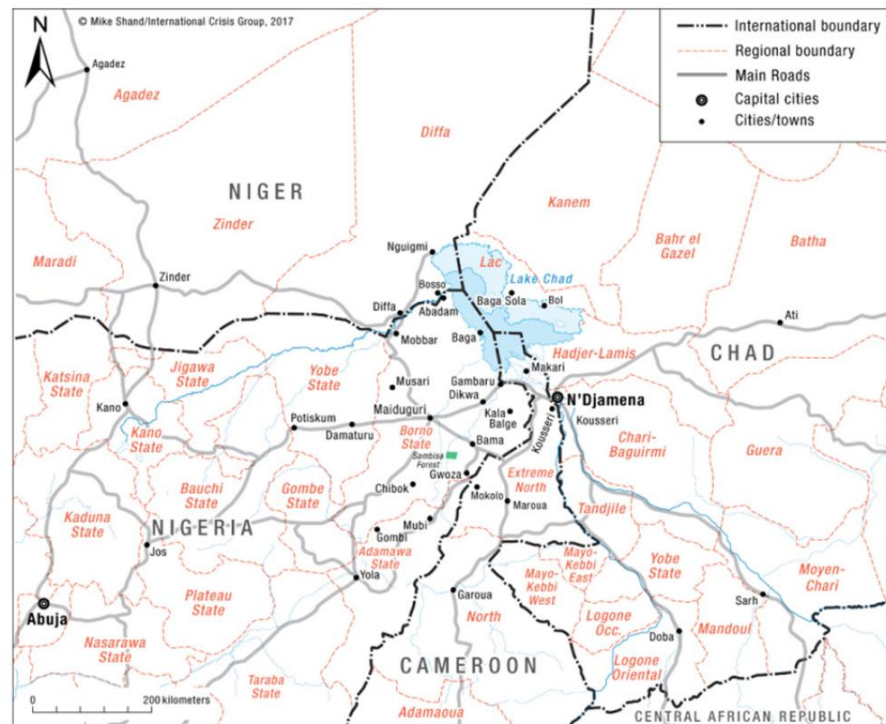 © Mike Shand/International Crisis Group, 2017
N
International boundary
Regional boundary
Main Roads
Capital cities
Cities/towns
Agadez
Agadez
Diffa
NIGER
Zinder
Kanem
Nguigmi
Lac
Lake Chad
Bahr el
Gazel
Batha
Maradi
Zinder
Bosso
Baga Sola
Bol
Diffa
Abadam
Mobbar
Baga
Ati
Hadjer-Lamis
CHAD
Katsina
State
Jigawa
State
Yobe
State
Makari
Musari
Gambaru
Dikwa
N'Djamena
Kano
Kano
State
Maiduguri
Kala
Balge
Kousseri
Kousseri
Potiskum
Damaturu
Borno
State
Bama
Chari-
Baguirmi
Guera
Sambisa
Forest
Gwoza
Extreme
North
Bauchi
State
Gombe
State
Chibok
Mokolo
Maroua
Tandjile
Kaduna
State
NIGERIA
Mubi
Gombi
Jos
Adamawa
State
Mayo-
Kebbi
East
Yobe
State
Moyen-
Chari
Yola
Mayo-
Kebbi
West
Garoua
Sarh
Abuja
Plateau
State
North
Logone
Occ.
Mandoul
Nasarawa
State
Doba
Taraba
State
CAMEROON
Logone
Oriental
0
200 kilometers
Adamaoua
CENTRAL AFRICAN REPUBLIC